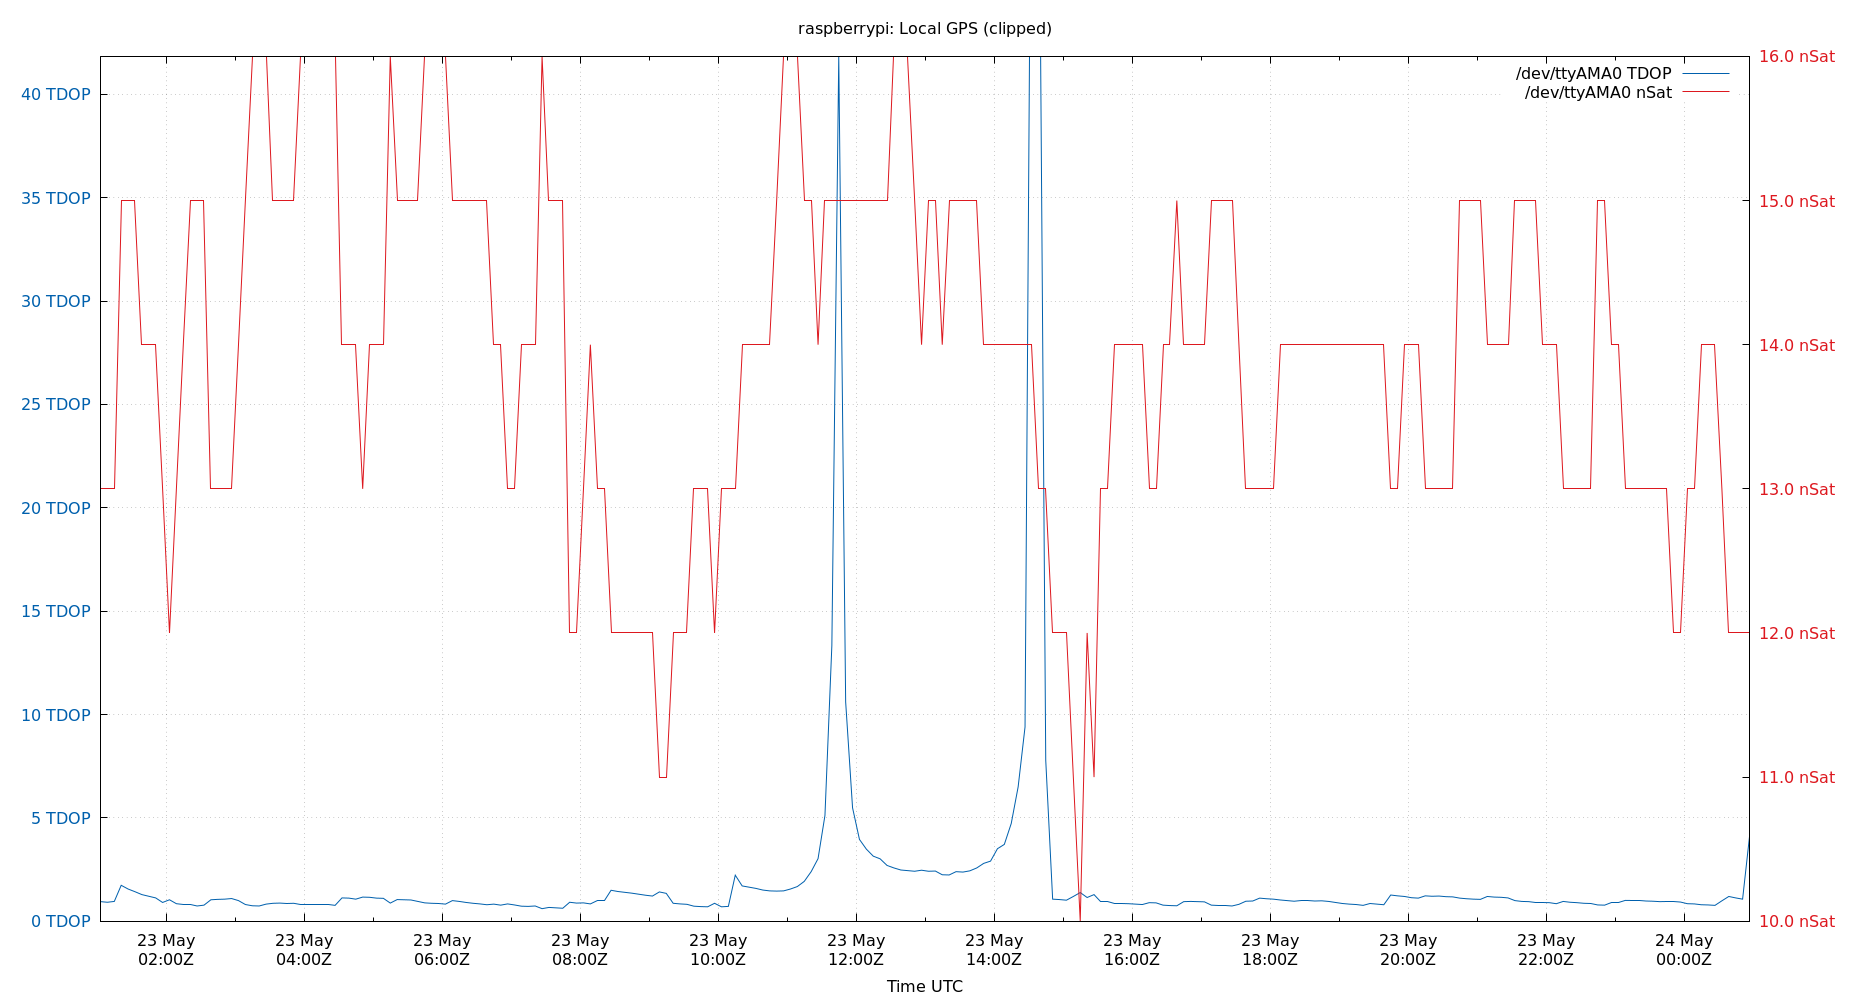 raspberrypi: Local GPS (clipped)
/dev/ttyAMA0 TDOP
/dev/ttyAMA0 nSat
40 TDOP
35 TDOP
30 TDOP
25 TDOP
20 TDOP
15 TDOP
10 TDOP
5 TDOP
0 TDOP
16.0 nSat
15.0 nSat
14.0 nSat
13.0 nSat
12.0 nSat
11.0 nSat
10.0 nSat
23 May
02:00Z
23 May
04:00Z
23 May
06:00Z
23 May
08:00Z
23 May
10:00Z
23 May
12:00Z
23 May
14:00Z
23 May
16:00Z
23 May
18:00Z
23 May
20:00Z
23 May
22:00Z
24 May
00:00Z
Time UTC